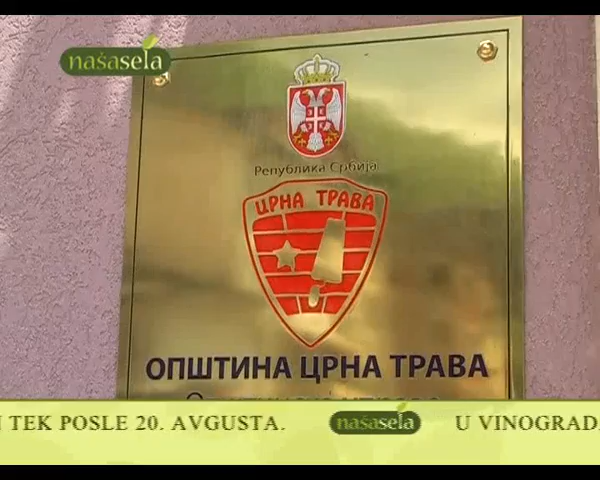 našasela
Република Србија
ЦРНА ТРАВА
ОПШТИНА ЦРНА ТРАВА
TEK POSLE 20. AVGUSTA.
našasela
U VINOGRAD